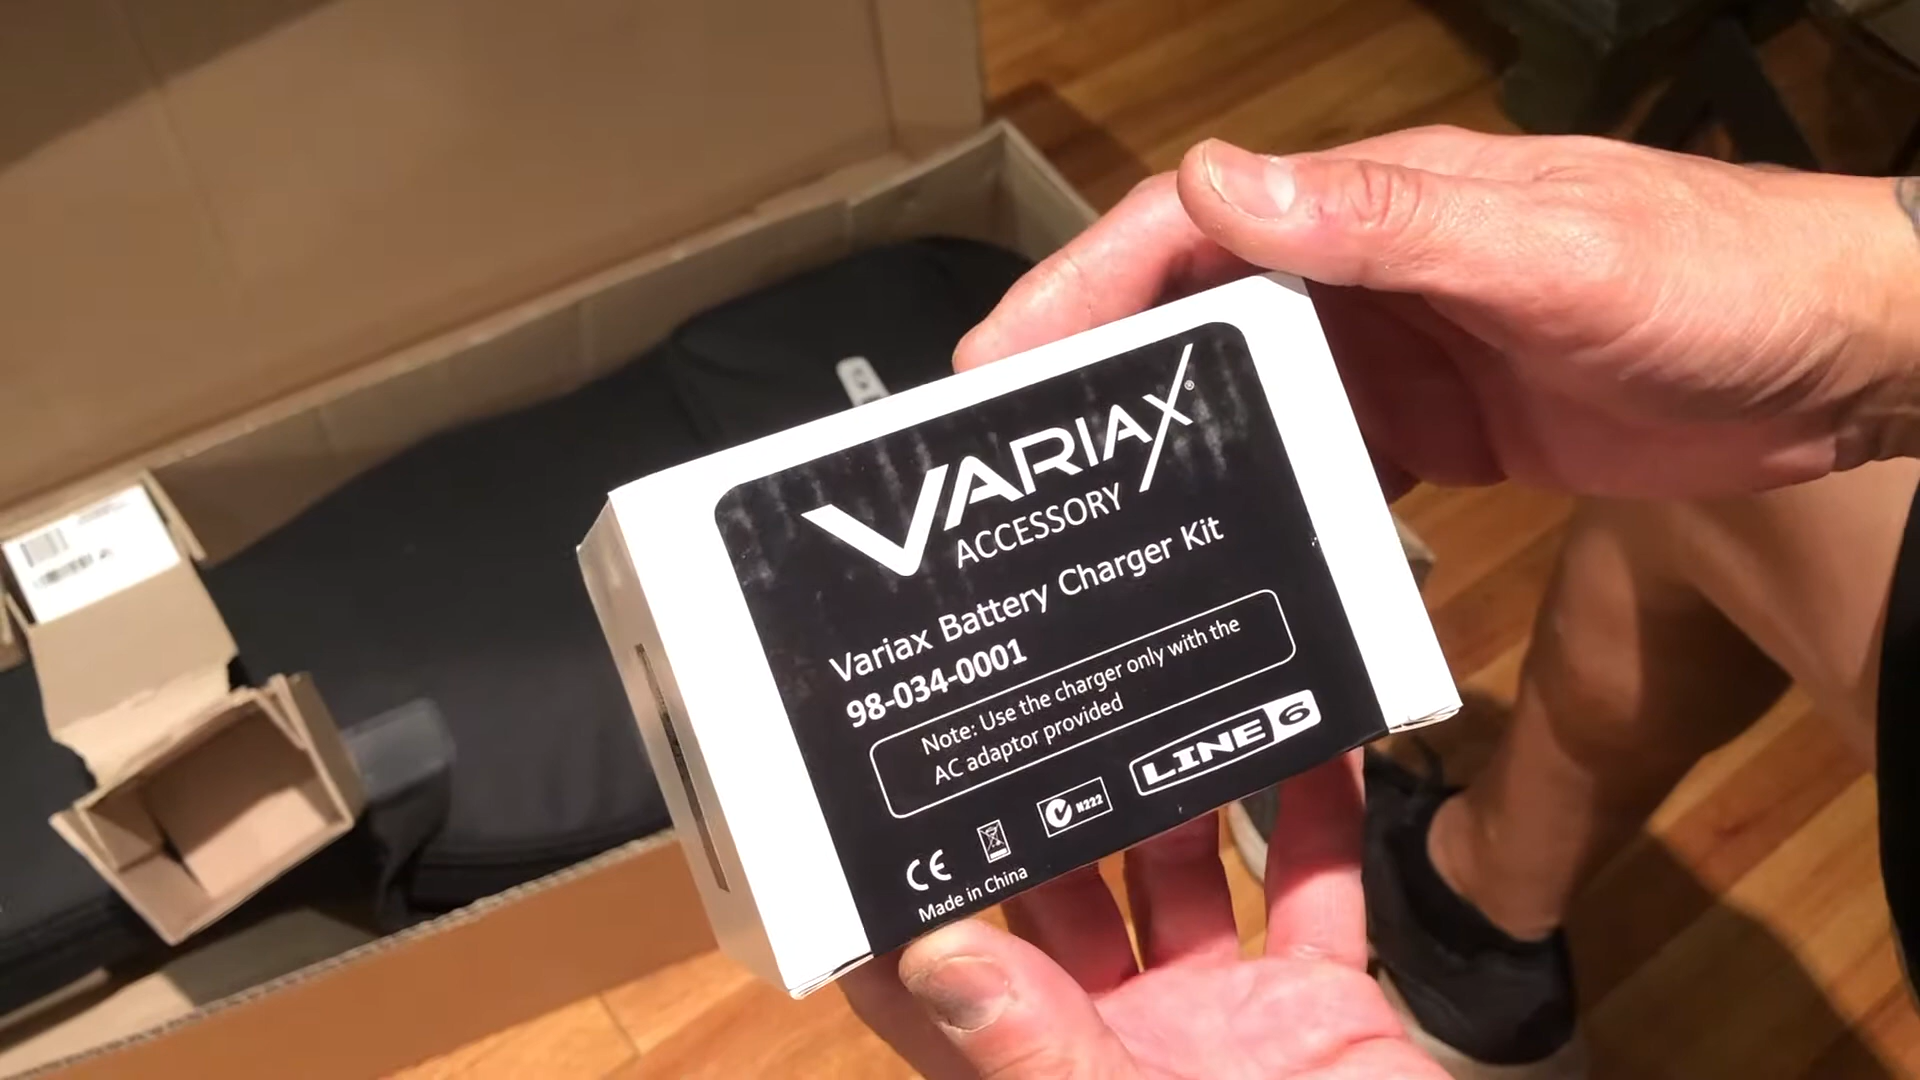 VARIAX®
ACCESSORY
Variax Battery Charger Kit
98-034-0001
Note: Use the charger only with the
AC adaptor provided
LINE 6
N222
CE
Made in China